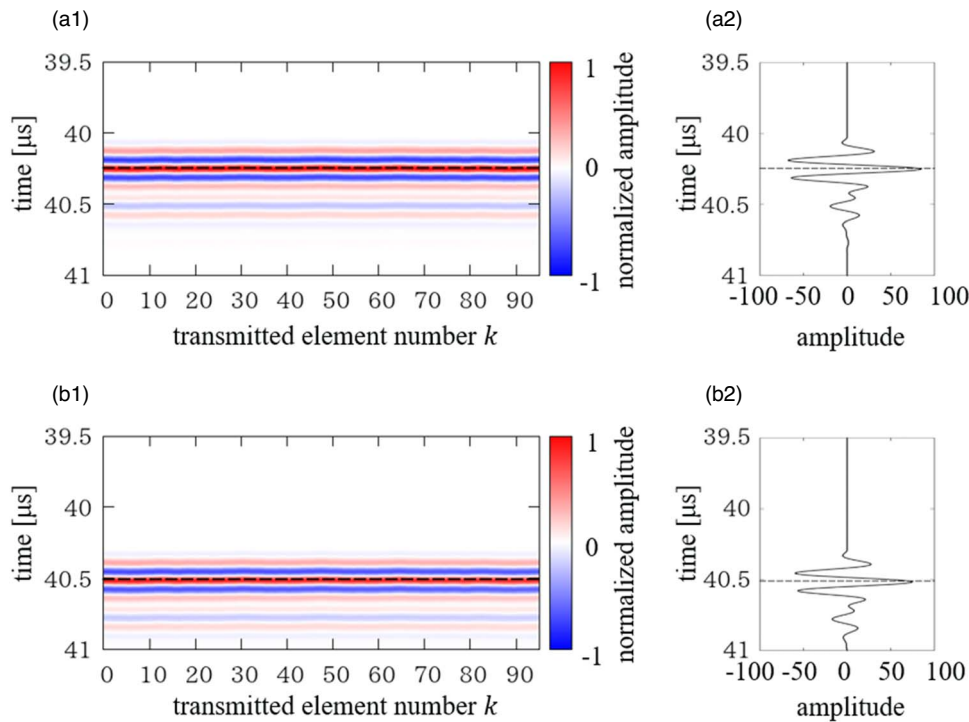 (a1)
39.5
40
40.5
41
time [μs]
0 10 20 30 40 50 60 70 80 90
transmitted element number k
1
0
-1
normalized amplitude
(a2)
39.5
40
40.5
41
time [μs]
-100 -50 0 50 100
amplitude
(b1)
39.5
40
40.5
41
time [μs]
0 10 20 30 40 50 60 70 80 90
transmitted element number k
1
0
-1
normalized amplitude
(b2)
39.5
40
40.5
41
time [μs]
-100 -50 0 50 100
amplitude